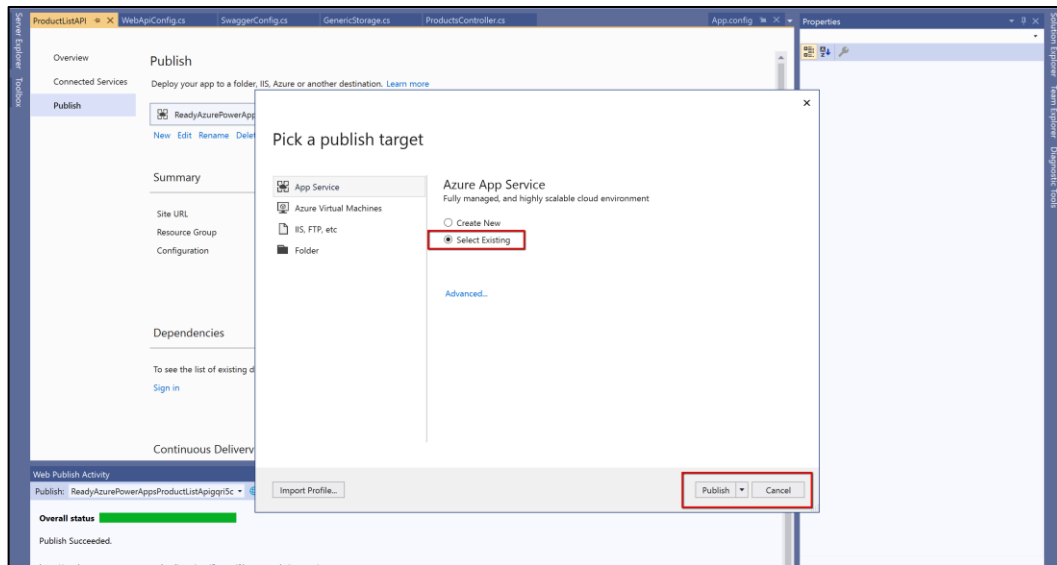 ProductListAPI
WebApiConfig.cs
SwaggerConfig.cs
GenericStorage.cs
ProductsController.cs
App.config
Properties
Server Explorer
Toolbox
Solution Explorer
Team Explorer
Diagnostic Tools
Overview
Connected Services
Publish
Publish
Deploy your app to a folder, IIS, Azure or another destination. Learn more
ReadyAzurePowerApp
New Edit Rename Delet
Summary
Site URL
Resource Group
Configuration
Dependencies
To see the list of existing d
Sign in
Continuous Deliverv
Pick a publish target
App Service
Azure Virtual Machines
IIS, FTP, etc
Folder
Azure App Service
Fully managed, and highly scalable cloud environment
Create New
Select Existing
Advanced...
Import Profile...
Publish
Cancel
Web Publish Activity
Publish: ReadyAzurePowerAppsProductListApigqri5c
Overall status
Publish Succeeded.